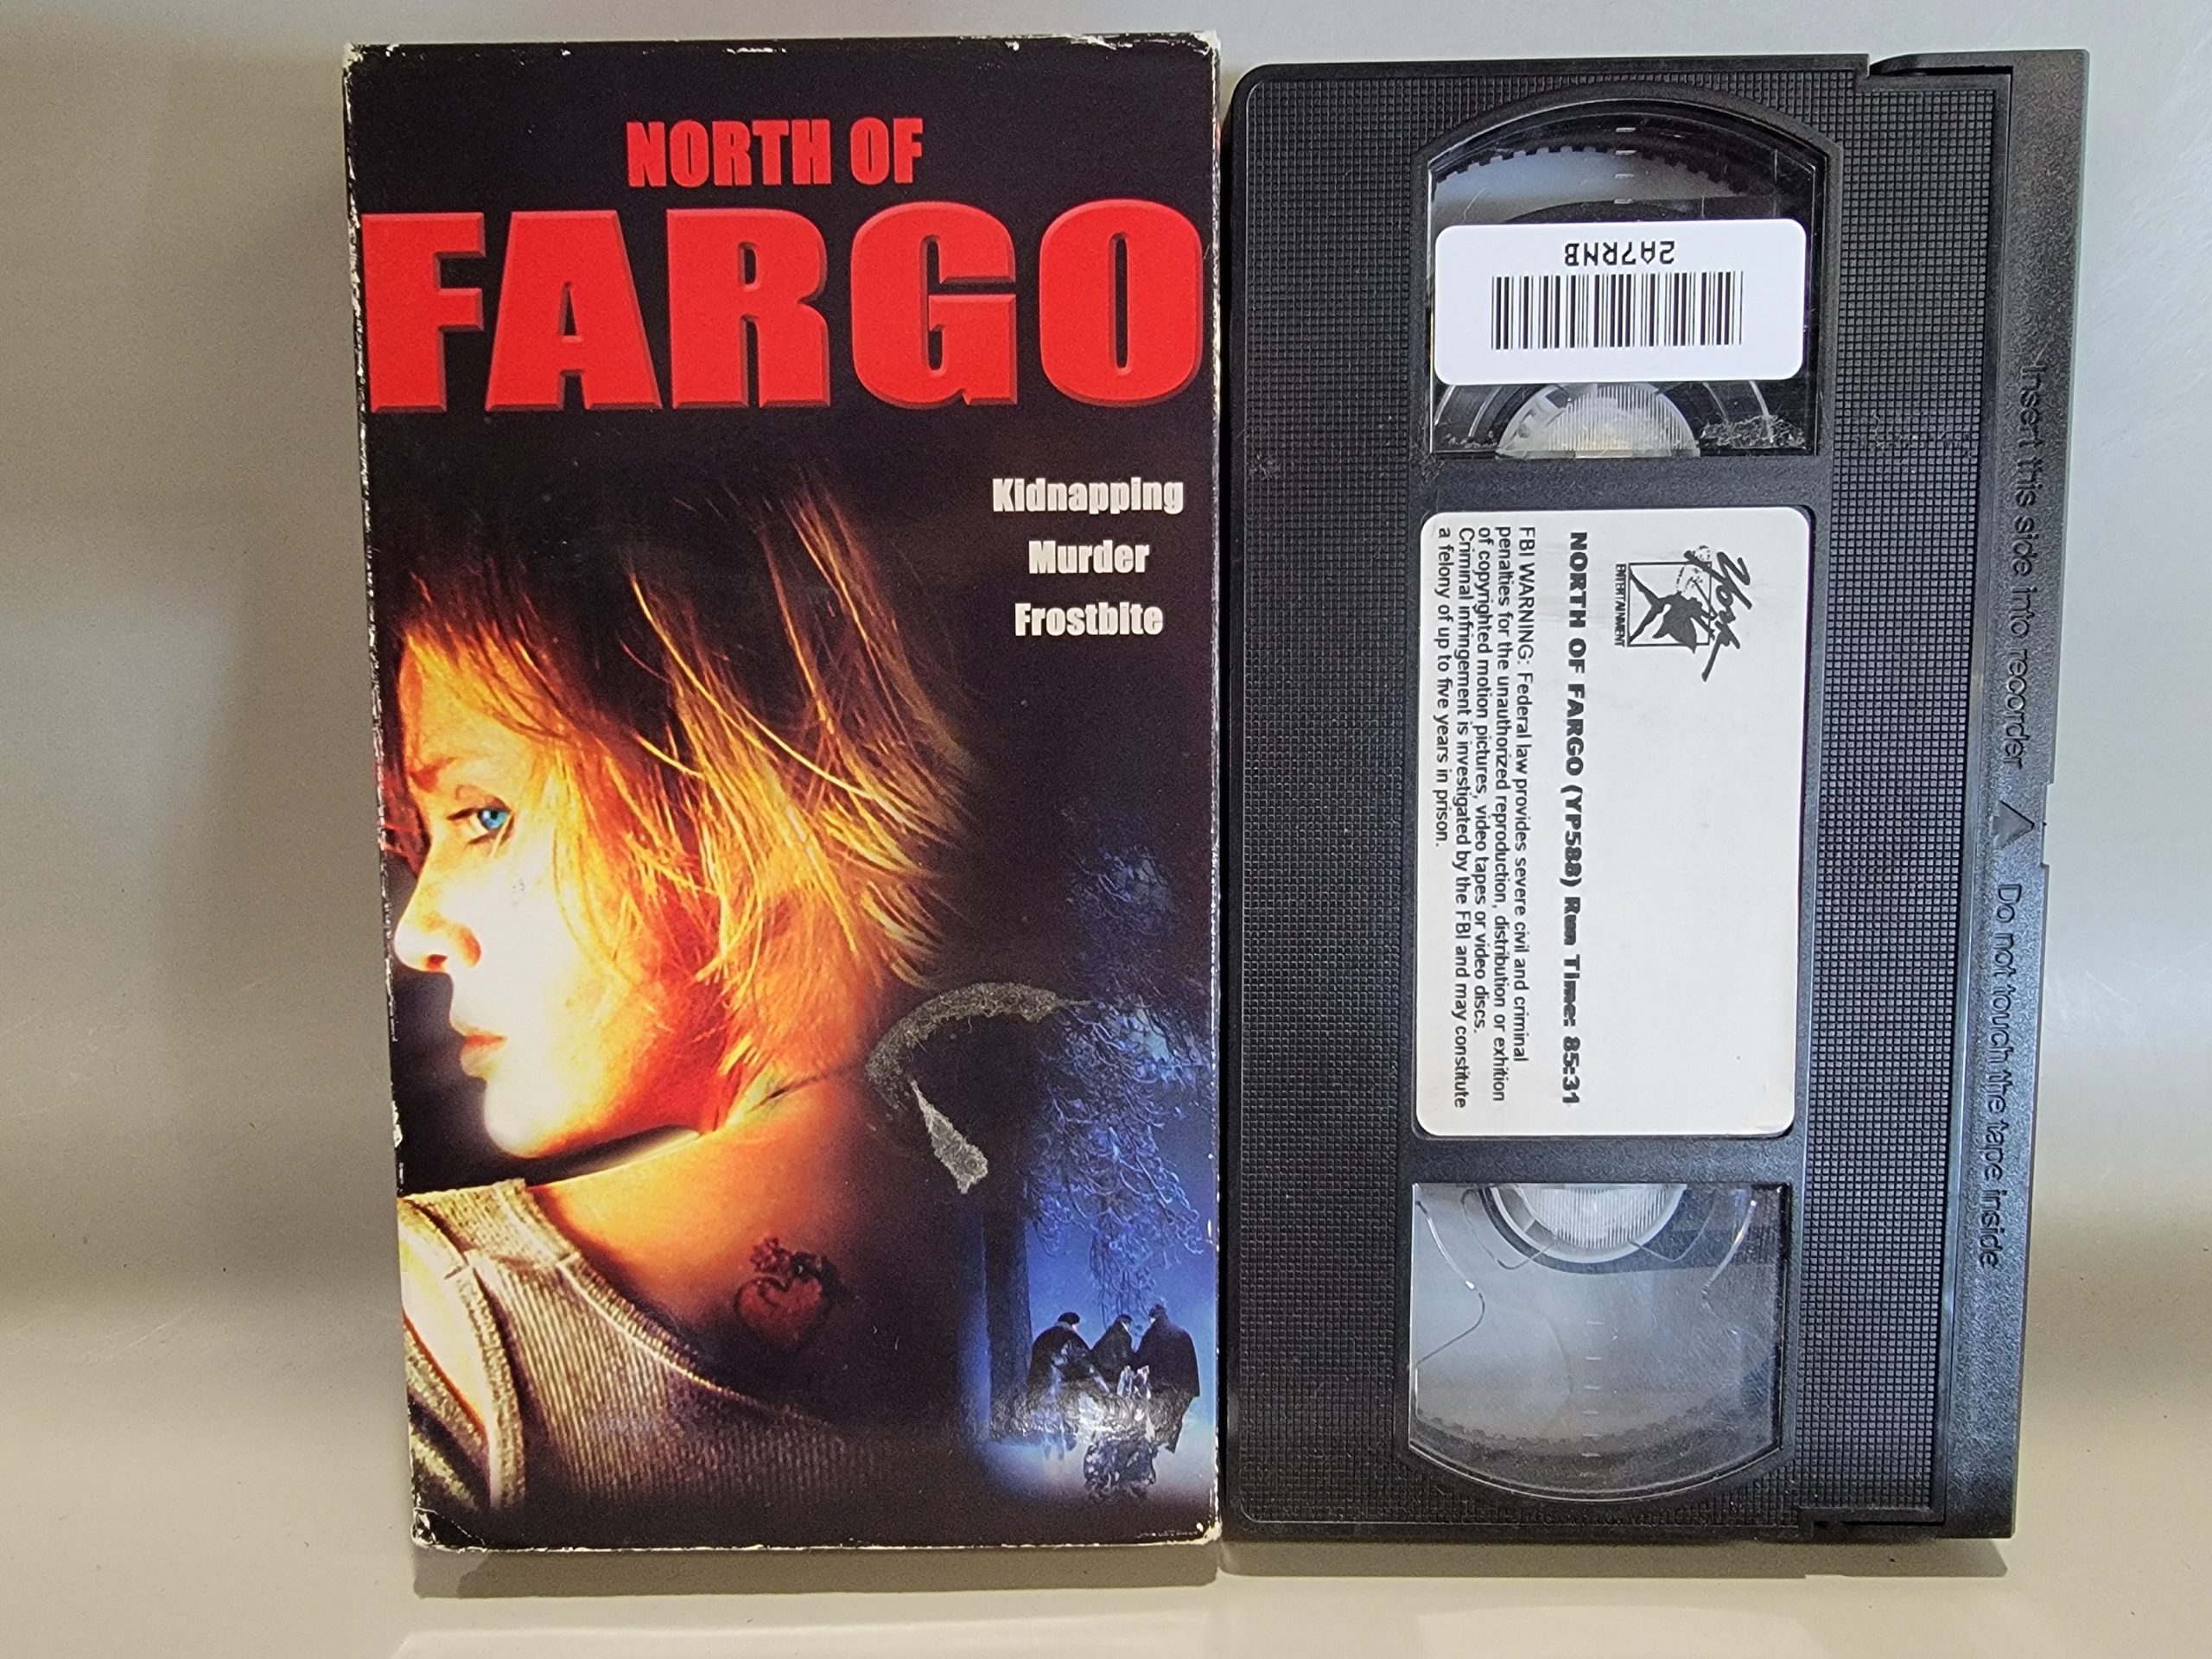 NORTH OF
FARGO
Kidnapping
Murder
Frostbite
2A7RNB
York
ENTERTAINMENT
NORTH OF FARGO (YP588) Run Time: 85:31
FBI WARNING: Federal law provides severe civil and criminal
penalties for the unauthorized reproduction, distribution or exhibition
of copyrighted motion pictures, video tapes or video discs.
Criminal infringement is investigated by the FBI and may constitute
a felony of up to five years in prison.
Insert this side into recorder △ Do not touch the tape inside